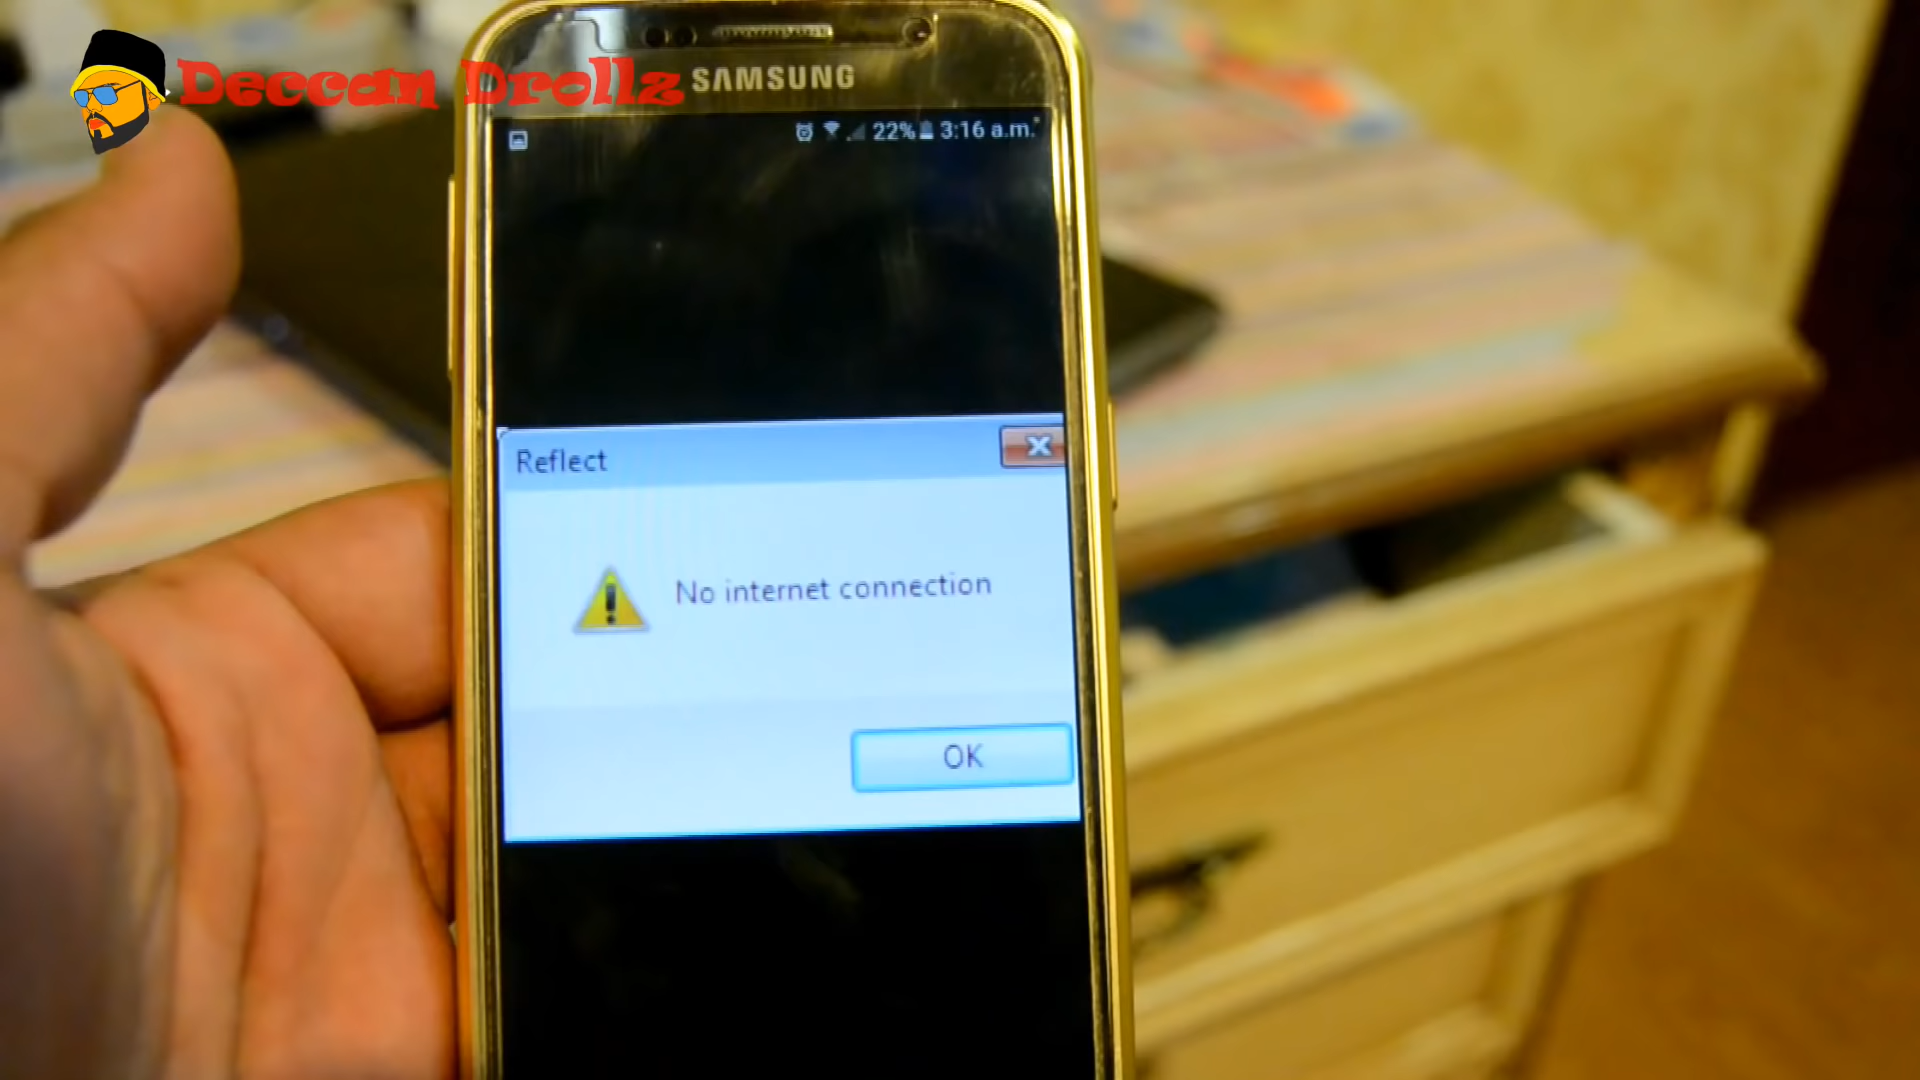 Deccan Drollz
SAMSUNG
22% 3:16 a.m.
Reflect
No internet connection
OK